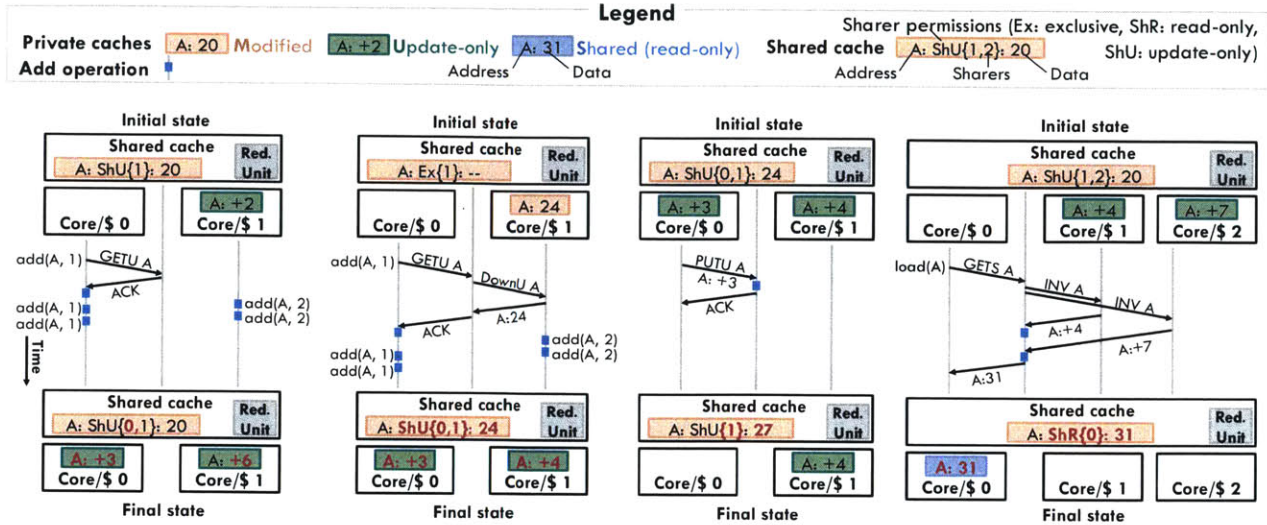 Legend
Private caches A: 20 Modified A: +2 Update-only A: 31 Shared (read-only)
Add operation
Address Data
Sharer permissions (Ex: exclusive, ShR: read-only,
ShU: update-only)
Shared cache A: ShU{1,2}: 20
Address Sharers Data
Initial state
Shared cache
A: ShU{1}: 20
Red.
Unit
Core/$ 0
A: +2
Core/$ 1
add(A, 1)
GETU A
ACK
add(A, 1)
add(A, 1)
add(A, 2)
add(A, 2)
Time
Shared cache
A: ShU{0,1}: 20
Red.
Unit
A: +3
Core/$ 0
A: +6
Core/$ 1
Final state
Initial state
Shared cache
A: Ex{1}: --
Red.
Unit
Core/$ 0
A: 24
Core/$ 1
add(A, 1)
GETU A
DownU A
A:24
ACK
add(A, 1)
add(A, 1)
add(A, 2)
add(A, 2)
Shared cache
A: ShU{0,1}: 24
Red.
Unit
A: +3
Core/$ 0
A: +4
Core/$ 1
Final state
Initial state
Shared cache
A: ShU{0,1}: 24
Red.
Unit
A: +3
Core/$ 0
A: +4
Core/$ 1
PUTU A
A: +3
ACK
Shared cache
A: ShU{1}: 27
Red.
Unit
Core/$ 0
A: +4
Core/$ 1
Final state
Initial state
Shared cache
A: ShU{1,2}: 20
Red.
Unit
Core/$ 0
A: +4
Core/$ 1
A: +7
Core/$ 2
load(A)
GETS A
INV A
INV A
A:+4
A:+7
A:31
Shared cache
A: ShR{0}: 31
Red.
Unit
A: 31
Core/$ 0
Core/$ 1
Core/$ 2
Final state